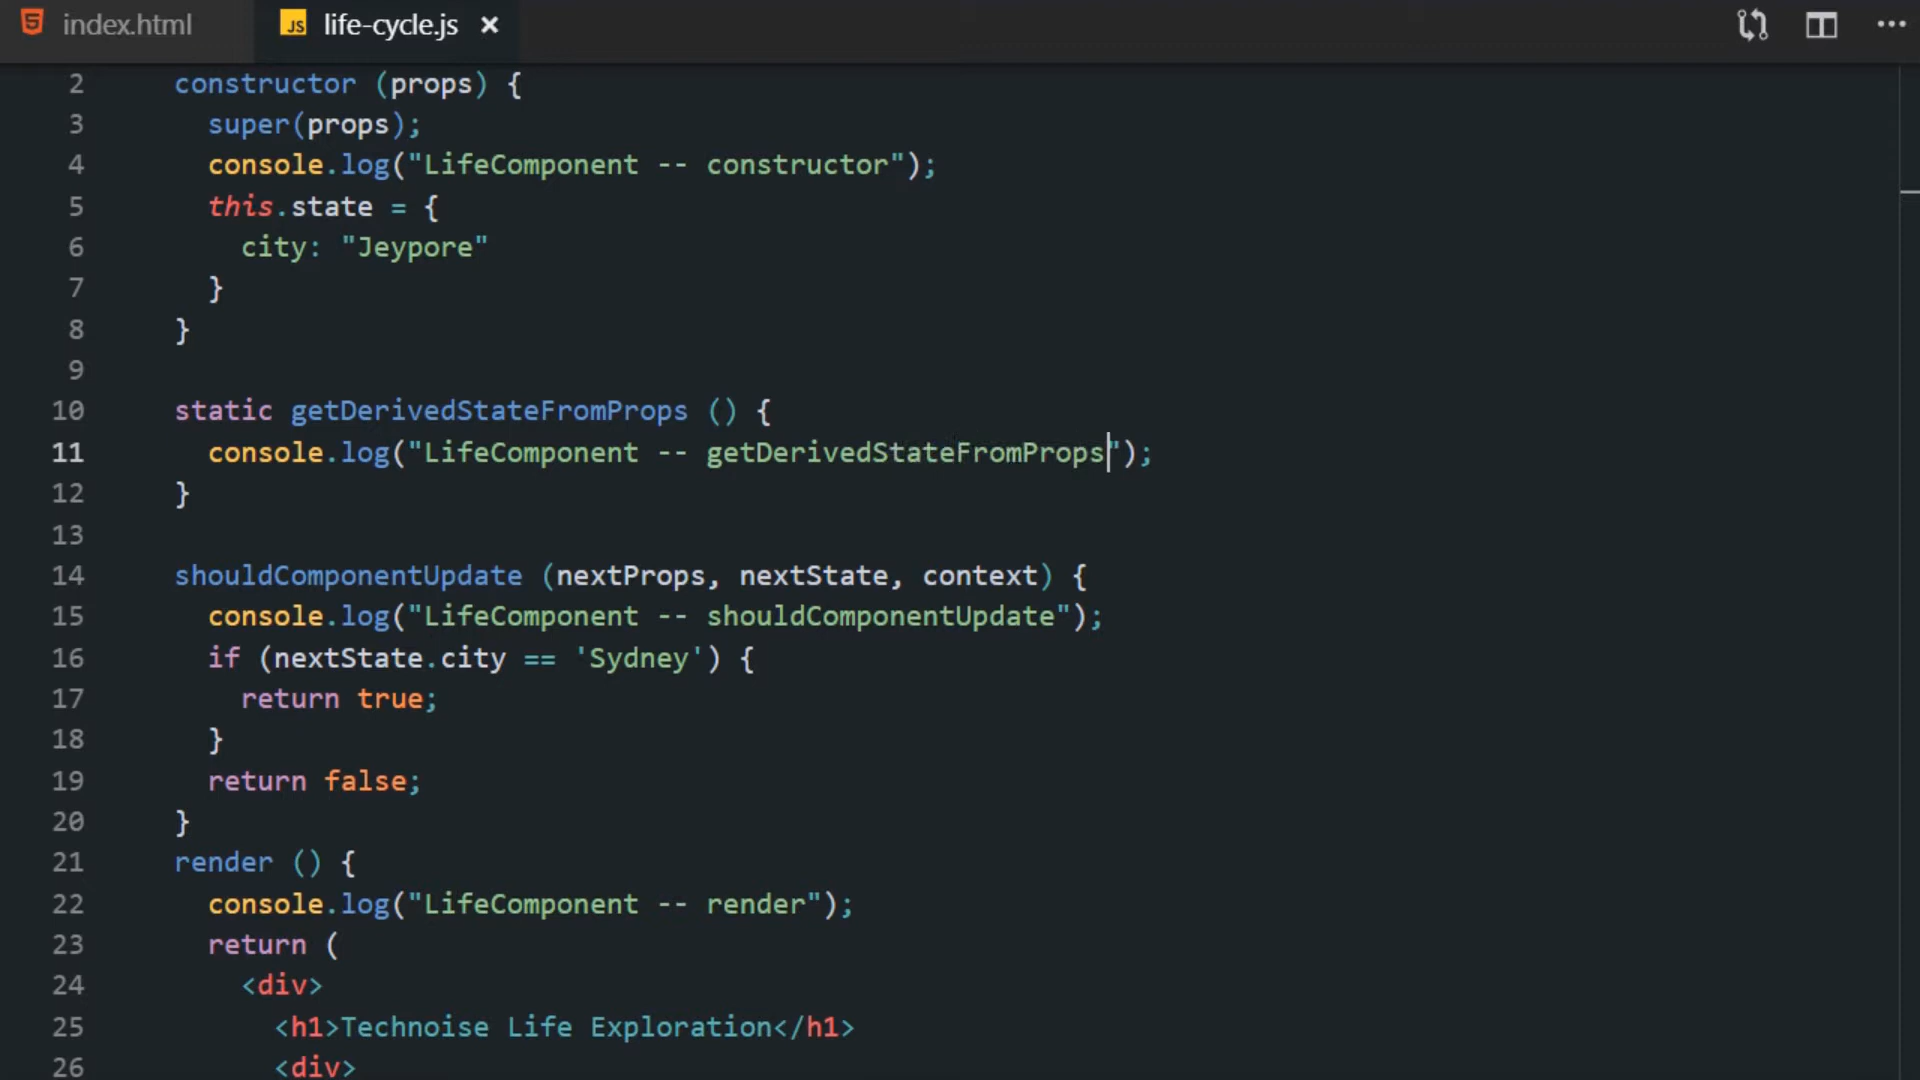 index.html
JS life-cycle.js ×
2 constructor (props) {
3 super(props);
4 console.log("LifeComponent -- constructor");
5 this.state = {
6 city: "Jeypore"
7 }
8 }
9
10 static getDerivedStateFromProps () {
11 console.log("LifeComponent -- getDerivedStateFromProps");
12 }
13
14 shouldComponentUpdate (nextProps, nextState, context) {
15 console.log("LifeComponent -- shouldComponentUpdate");
16 if (nextState.city == 'Sydney') {
17 return true;
18 }
19 return false;
20 }
21 render () {
22 console.log("LifeComponent -- render");
23 return (
24 <div>
25 <h1>Technoise Life Exploration</h1>
26 <div>